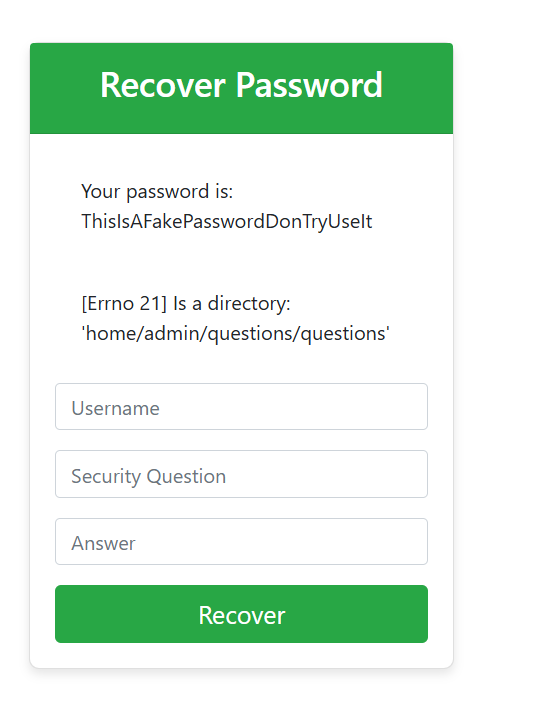 Recover Password
Your password is:
ThisIsAFakePasswordDonTryUseIt
[Errno 21] Is a directory:
'home/admin/questions/questions'
Username
Security Question
Answer
Recover